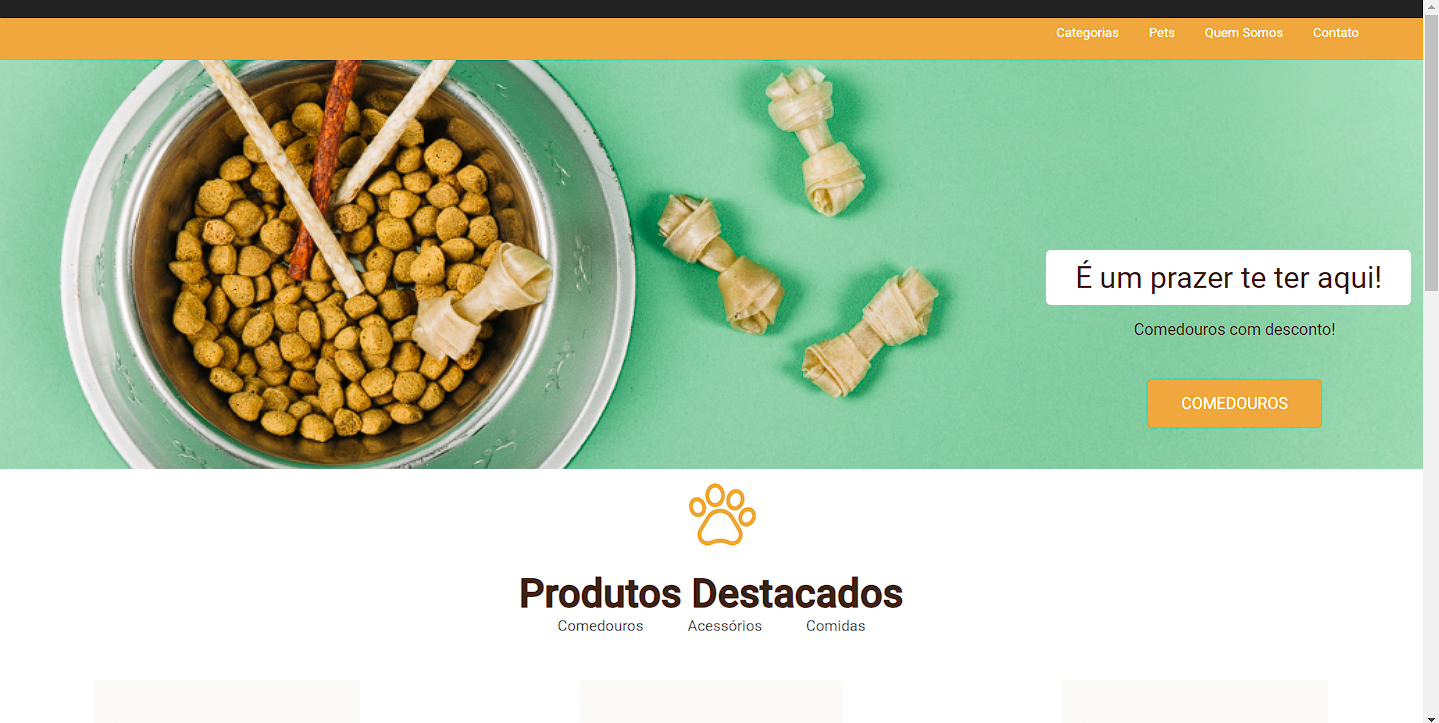 Categorias Pets Quem Somos Contato
É um prazer te ter aqui!
Comedouros com desconto!
COMEDOUROS
Produtos Destacados
Comedouros Acessórios Comidas